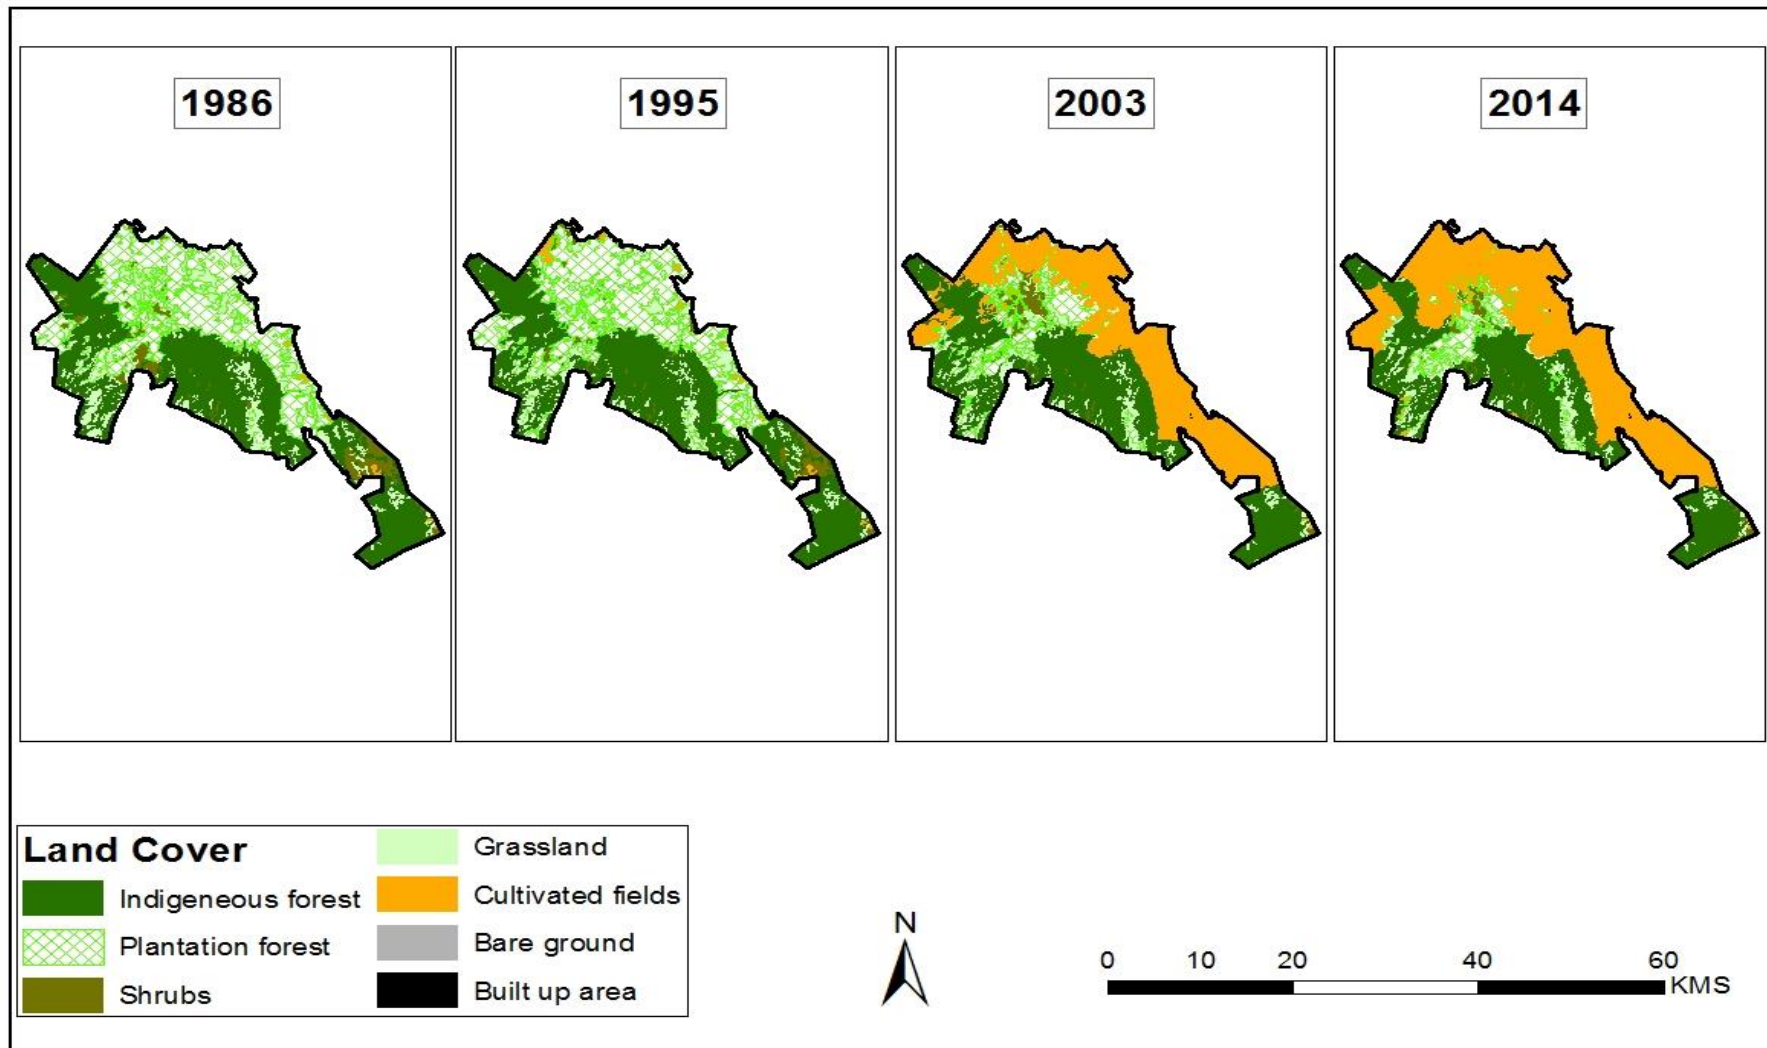 1986
1995
2003
2014
Land Cover
Indigeneous forest
Plantation forest
Shrubs
Grassland
Cultivated fields
Bare ground
Built up area
N
0 10 20 40 60
KMS